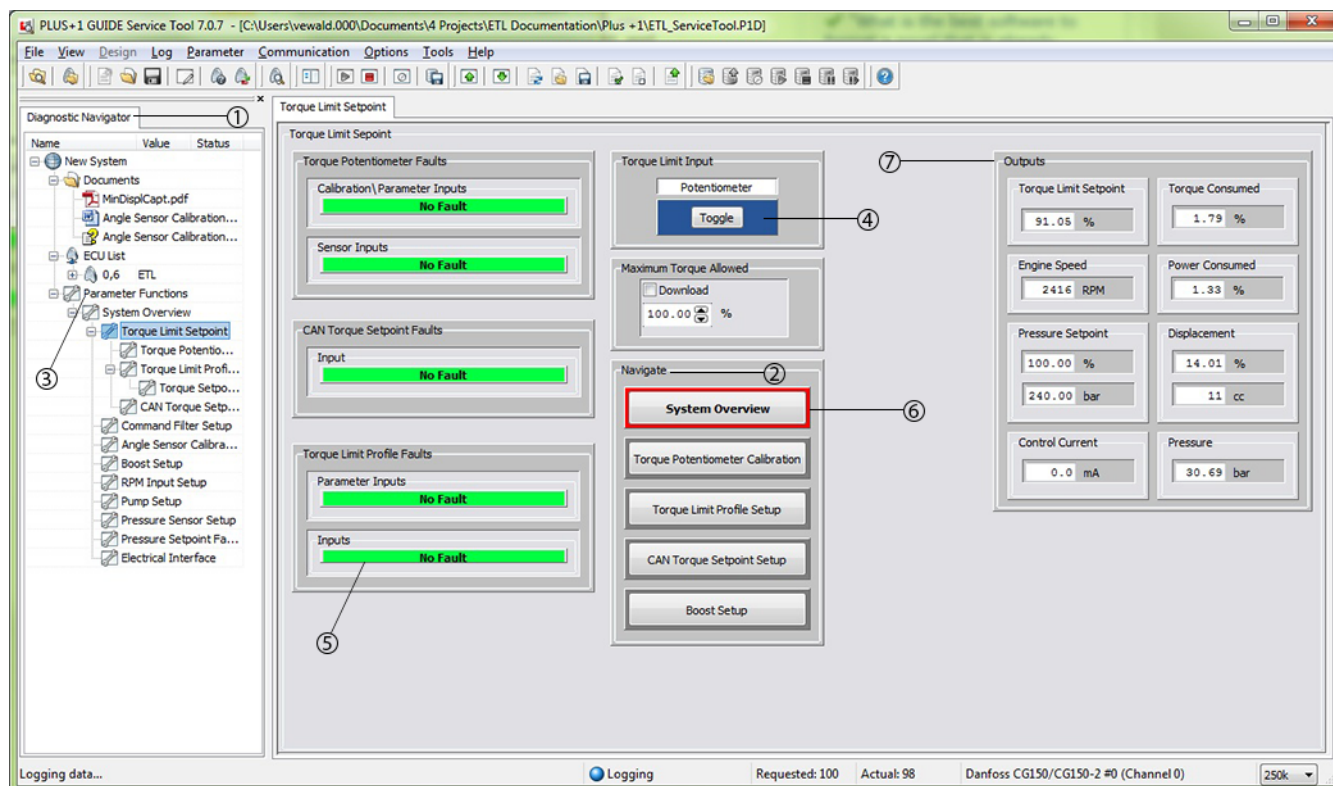 PLUS+1 GUIDE Service Tool 7.0.7 - [C:\Users\vewald.000\Documents\4 Projects\ETL Documentation\Plus +1\ETL_ServiceTool.P1D]
File View Design Log Parameter Communication Options Tools Help
Diagnostic Navigator
①
Name Value Status
New System
Documents
MinDisplCapt.pdf
Angle Sensor Calibration...
Angle Sensor Calibration...
ECU List
0,6 ETL
Parameter Functions
System Overview
Torque Limit Setpoint
Torque Potentio...
Torque Limit Profi...
Torque Setpo...
CAN Torque Setp...
Command Filter Setup
Angle Sensor Calibra...
Boost Setup
RPM Input Setup
Pump Setup
Pressure Sensor Setup
Pressure Setpoint Fa...
Electrical Interface
③
Torque Limit Setpoint
Torque Limit Sepoint
Torque Potentiometer Faults
Calibration\Parameter Inputs
No Fault
Sensor Inputs
No Fault
CAN Torque Setpoint Faults
Input
No Fault
Torque Limit Profile Faults
Parameter Inputs
No Fault
Inputs
No Fault
⑤
Torque Limit Input
Potentiometer
Toggle
④
Maximum Torque Allowed
Download
100.00 %
Navigate
②
System Overview
⑥
Torque Potentiometer Calibration
Torque Limit Profile Setup
CAN Torque Setpoint Setup
Boost Setup
⑦
Outputs
Torque Limit Setpoint
91.05 %
Torque Consumed
1.79 %
Engine Speed
2416 RPM
Power Consumed
1.33 %
Pressure Setpoint
100.00 %
240.00 bar
Displacement
14.01 %
11 cc
Control Current
0.0 mA
Pressure
30.69 bar
Logging data...
Logging
Requested: 100
Actual: 98
Danfoss CG150/CG150-2 #0 (Channel 0)
250k